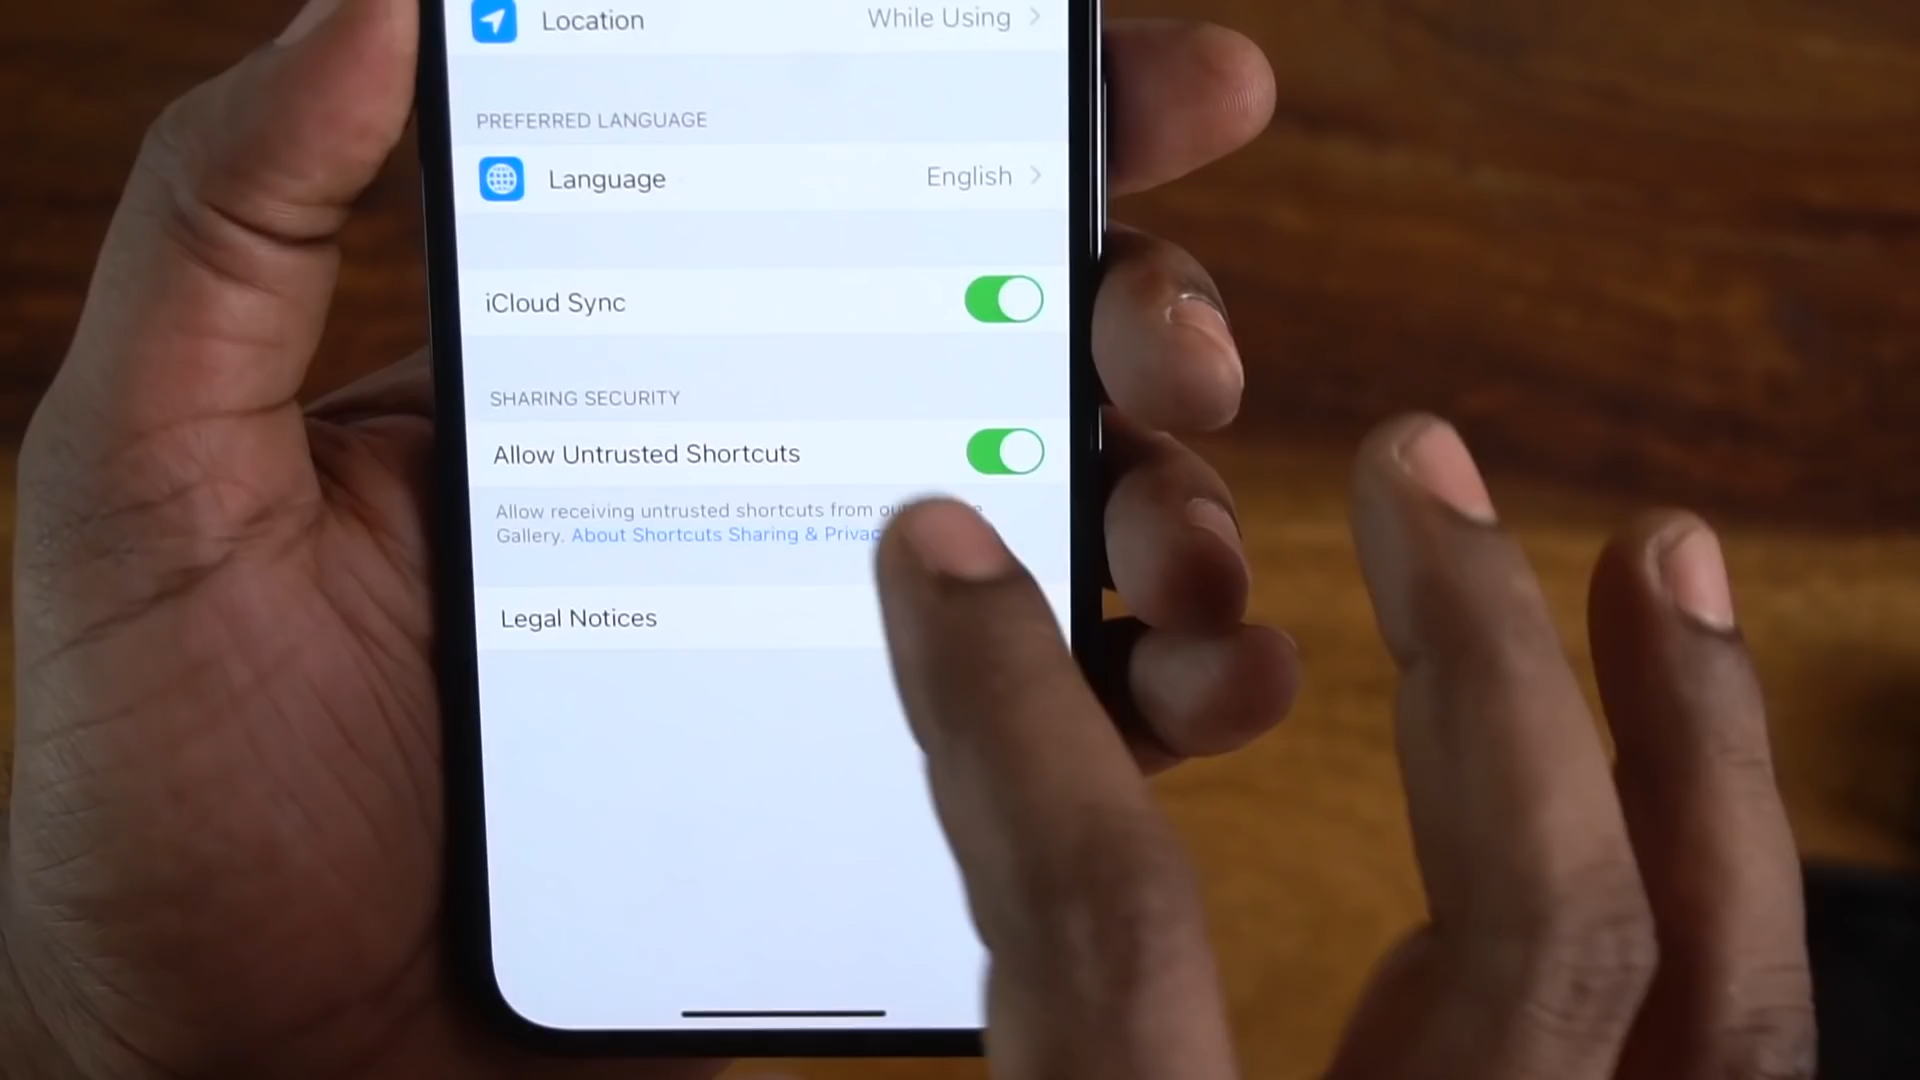 Location While Using
PREFERRED LANGUAGE
Language English
iCloud Sync
SHARING SECURITY
Allow Untrusted Shortcuts
Allow receiving untrusted shortcuts from
Gallery. About Shortcuts Sharing &
Legal Notices